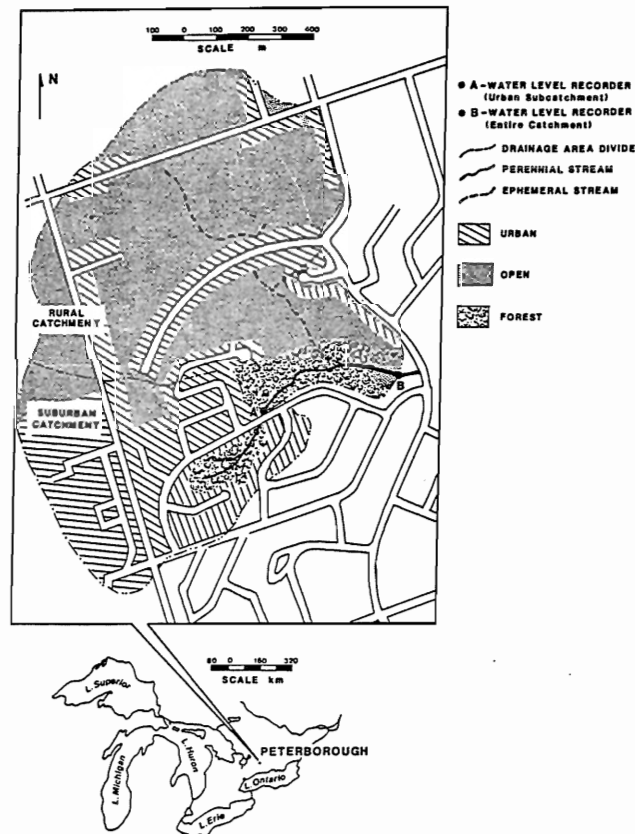 100 0 100 200 300 400
SCALE m
N
A-WATER LEVEL RECORDER
(Urban Subcatchment)
B-WATER LEVEL RECORDER
(Entire Catchment)
DRAINAGE AREA DIVIDE
PERENNIAL STREAM
EPHEMERAL STREAM
URBAN
OPEN
FOREST
RURAL
CATCHMENT
SUBURBAN
CATCHMENT
A
B
80 0 160 320
SCALE km
L.Superior
L.Michigan
L.Huron
PETERBOROUGH
L.Ontario
L.Erie